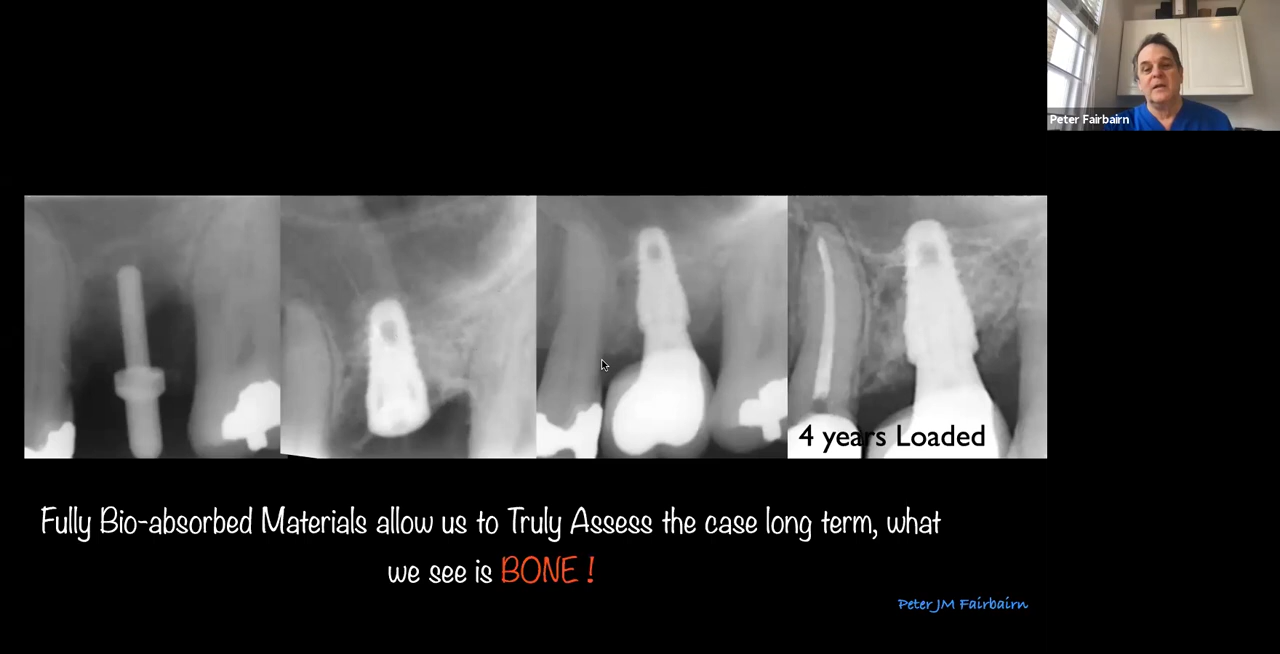 Peter Fairbairn
4 years Loaded
Fully Bio-absorbed Materials allow us to Truly Assess the case long term, what
we see is BONE !
Peter JM Fairbairn